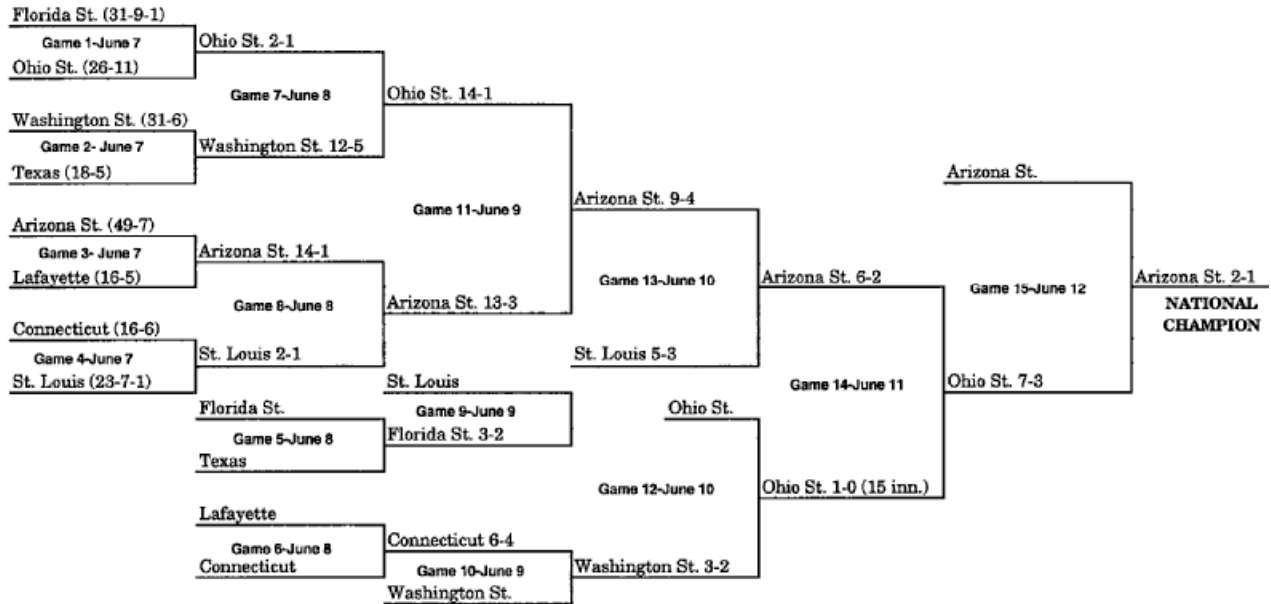 Florida St. (31-9-1)
Game 1-June 7
Ohio St. (26-11)
Ohio St. 2-1
Game 7-June 8
Washington St. (31-6)
Game 2- June 7
Texas (18-5)
Washington St. 12-5
Ohio St. 14-1
Game 11-June 9
Arizona St. (49-7)
Game 3- June 7
Lafayette (16-5)
Arizona St. 14-1
Game 8-June 8
Connecticut (16-6)
Game 4-June 7
St. Louis (23-7-1)
St. Louis 2-1
Arizona St. 13-3
Arizona St. 9-4
Game 13-June 10
St. Louis 5-3
Arizona St. 6-2
St. Louis
Game 9-June 9
Florida St. 3-2
Florida St.
Game 5-June 8
Texas
Lafayette
Game 6-June 8
Connecticut
Connecticut 6-4
Game 10-June 9
Washington St.
Ohio St.
Game 12-June 10
Washington St. 3-2
Ohio St. 1-0 (15 inn.)
Game 14-June 11
Arizona St.
Game 15-June 12
Ohio St. 7-3
Arizona St. 2-1
NATIONAL
CHAMPION